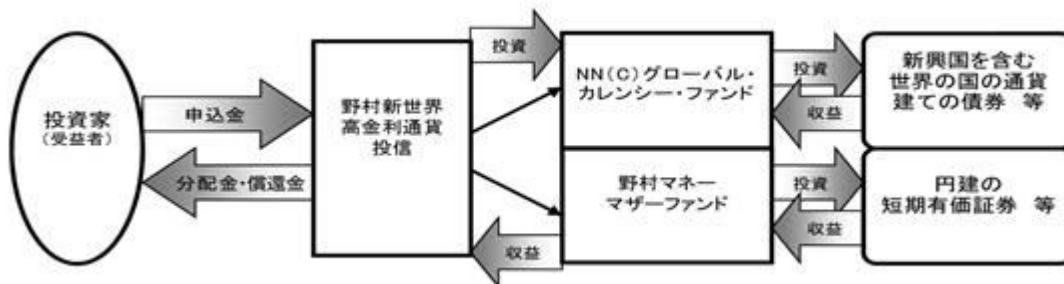 投資家
(受益者)
申込金
分配金・償還金
野村新世界
高金利通貨
投信
投資
収益
NN(C)グローバル・
カレンシー・ファンド
野村マネー
マザーファンド
投資
収益
投資
収益
新興国を含む
世界の国の通貨
建ての債券 等
円建の
短期有価証券 等